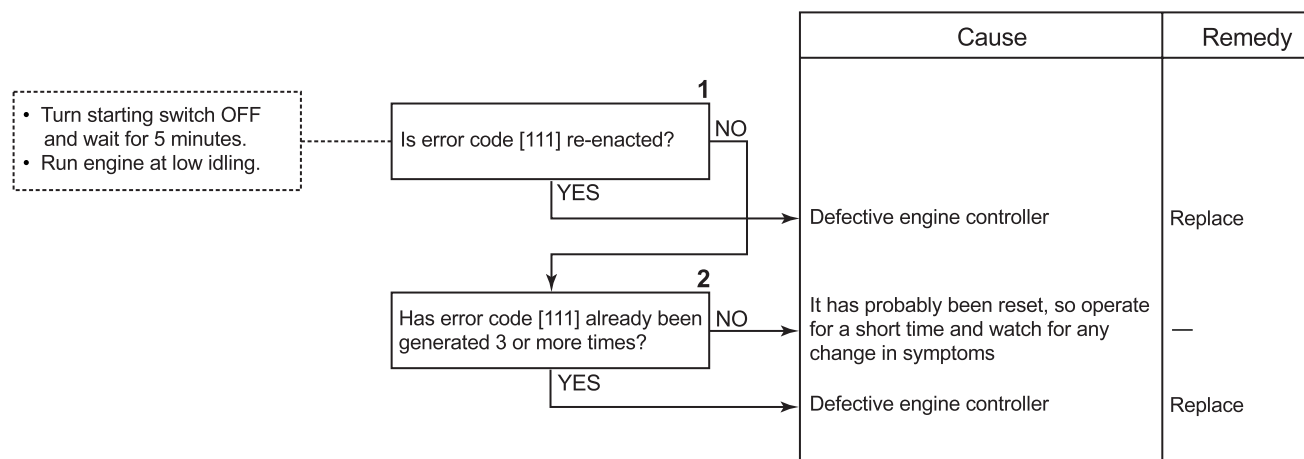 Cause
Remedy
• Turn starting switch OFF
and wait for 5 minutes.
• Run engine at low idling.
1
Is error code [111] re-enacted?
NO
YES
Defective engine controller
Replace
2
Has error code [111] already been
generated 3 or more times?
NO
It has probably been reset, so operate
for a short time and watch for any
change in symptoms
—
YES
Defective engine controller
Replace